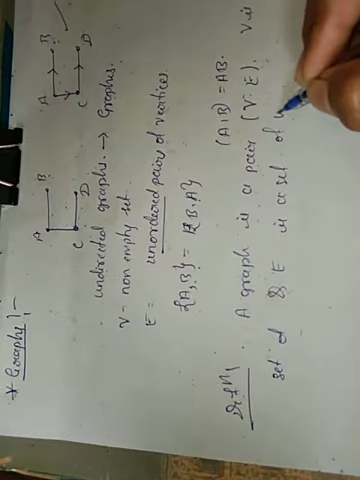 * Graphs :-
A B C D
A B C D
undirected graphs. → Graphs.
V = non empty set.
E = unordered pair of vertices.
{A,B} = {B,A}
(A,B) = AB.
Defn, A graph is a pair (V, E). V is
set of & E is a set of